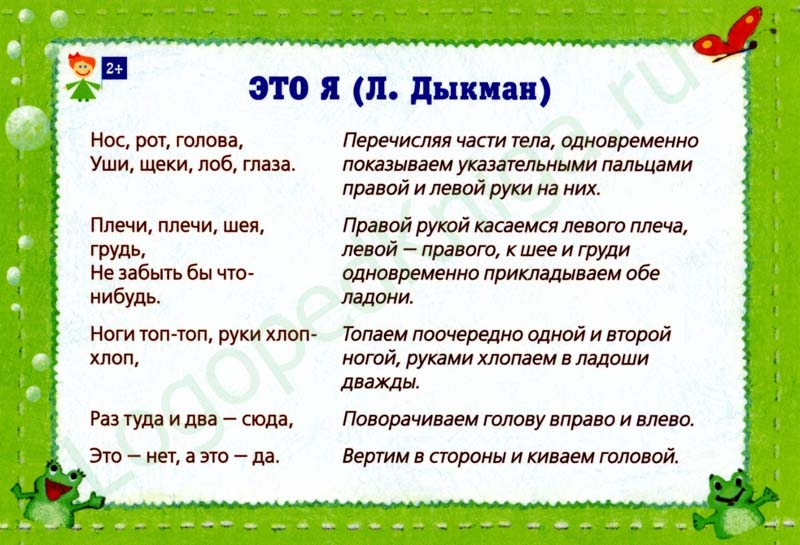 2+
ЭТО Я (Л. Дыкман)
Нос, рот, голова,
Уши, щеки, лоб, глаза.
Перечисляя части тела, одновременно
показываем указательными пальцами
правой и левой руки на них.
Плечи, плечи, шея,
грудь,
Не забыть бы что-
нибудь.
Правой рукой касаемся левого плеча,
левой — правого, к шее и груди
одновременно прикладываем обе
ладони.
Ноги топ-топ, руки хлоп-
хлоп,
Топаем поочередно одной и второй
ногой, руками хлопаем в ладоши
дважды.
Раз туда и два — сюда,
Поворачиваем голову вправо и влево.
Это — нет, а это — да.
Вертим в стороны и киваем головой.
LogopedKniga.ru